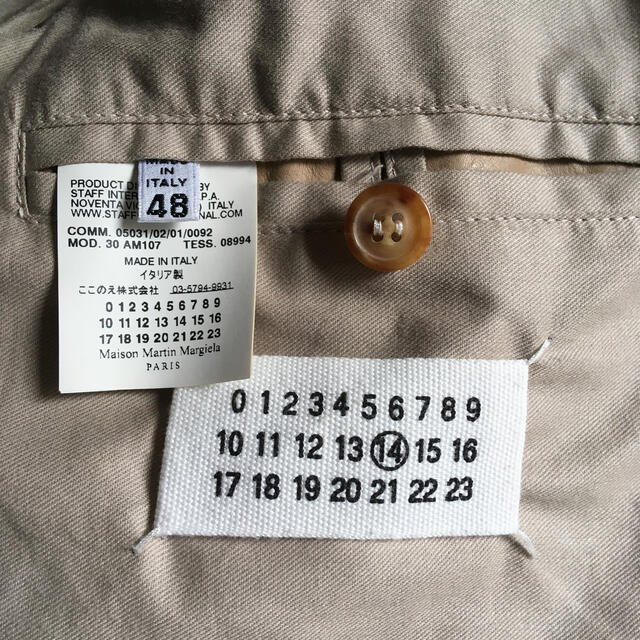 MADE
IN
ITALY
48
PRODUCT BY
STAFF P.A.
NOVENTA
WWW.STAFF NAL.COM
COMM. 05031/02/01/0092
MOD. 30 AM107 TESS. 08994
MADE IN ITALY
イタリア製
ここのえ株式会社 03-5794-9931
0 1 2 3 4 5 6 7 8 9
10 11 12 13 14 15 16
17 18 19 20 21 22 23
Maison Martin Margiela
PARIS
0 1 2 3 4 5 6 7 8 9
10 11 12 13 14 15 16
17 18 19 20 21 22 23